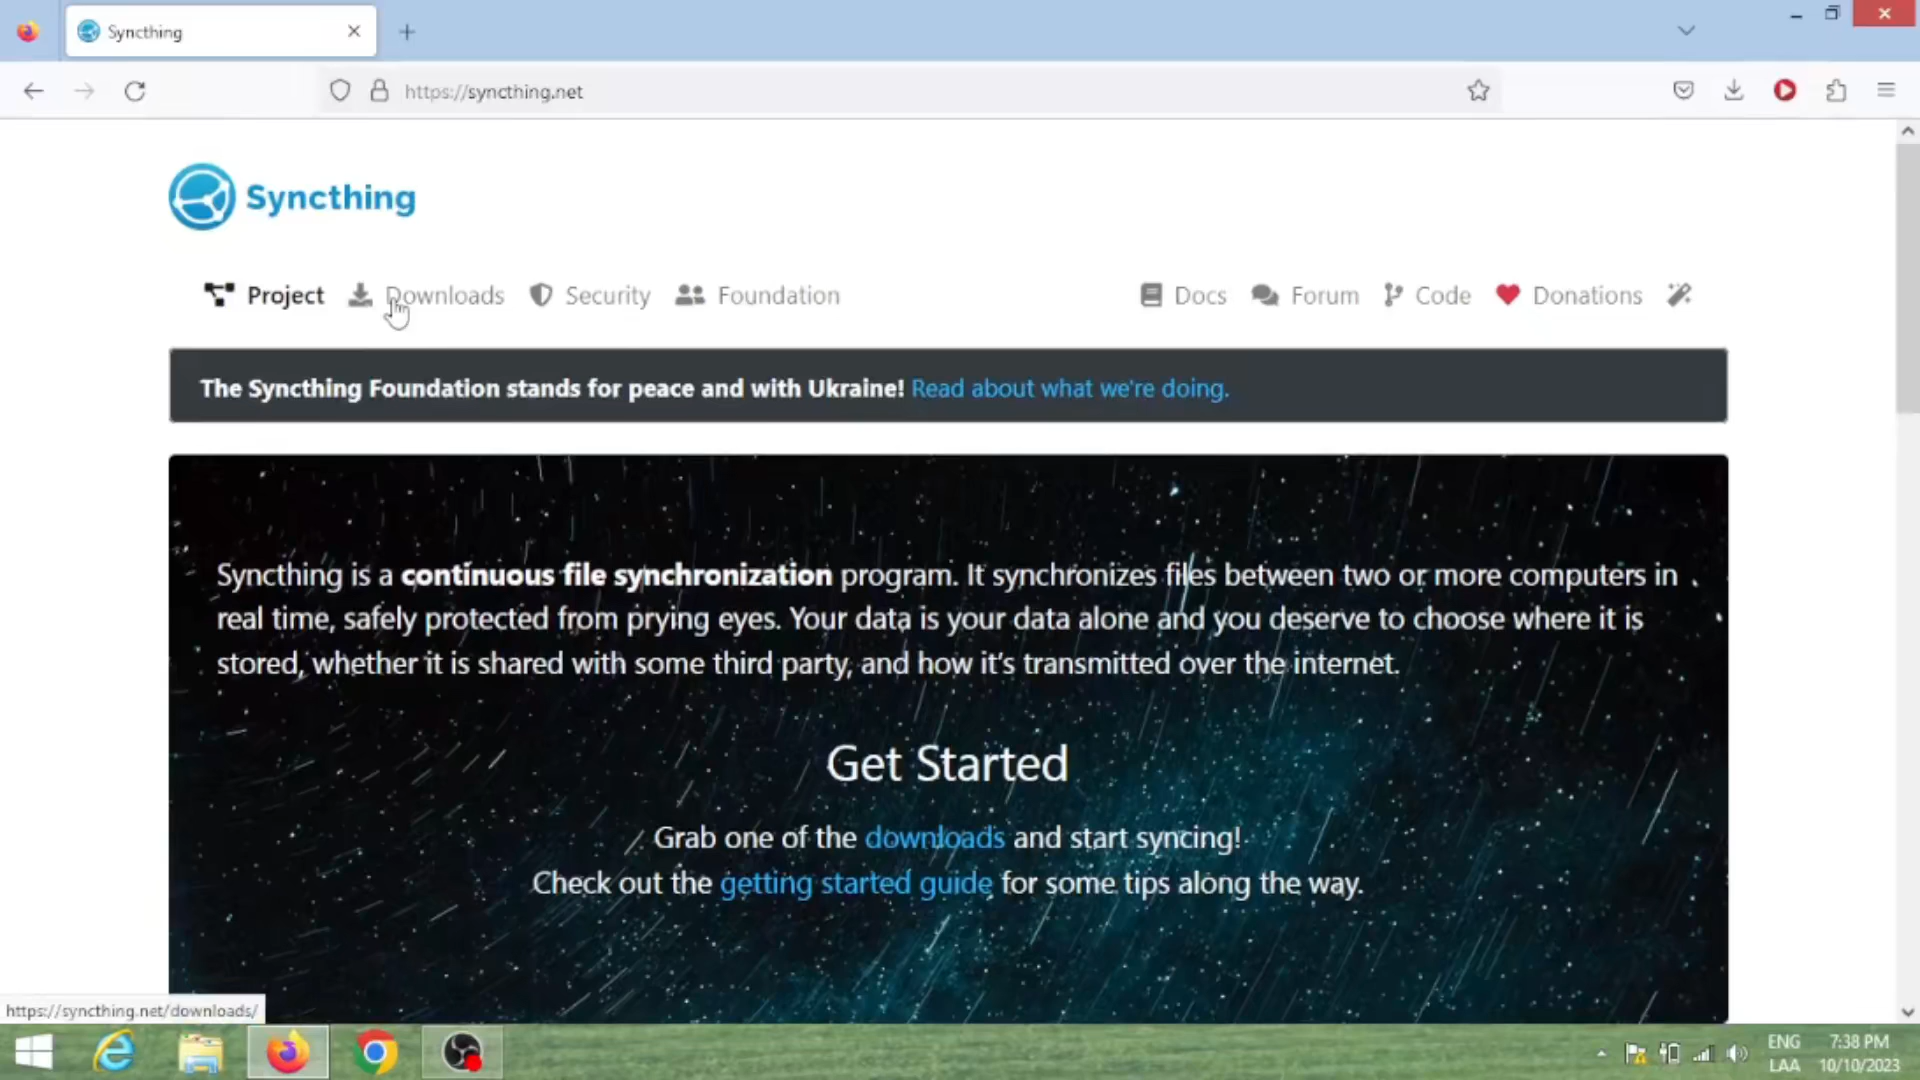 Syncthing
https://syncthing.net
Syncthing
Project
Downloads
Security
Foundation
Docs
Forum
Code
Donations
The Syncthing Foundation stands for peace and with Ukraine! Read about what we're doing.
Syncthing is a continuous file synchronization program. It synchronizes files between two or more computers in
real time, safely protected from prying eyes. Your data is your data alone and you deserve to choose where it is
stored, whether it is shared with some third party, and how it's transmitted over the internet.
Get Started
Grab one of the downloads and start syncing!
Check out the getting started guide for some tips along the way.
https://syncthing.net/downloads/
ENG 7:38 PM
LAA 10/10/2023